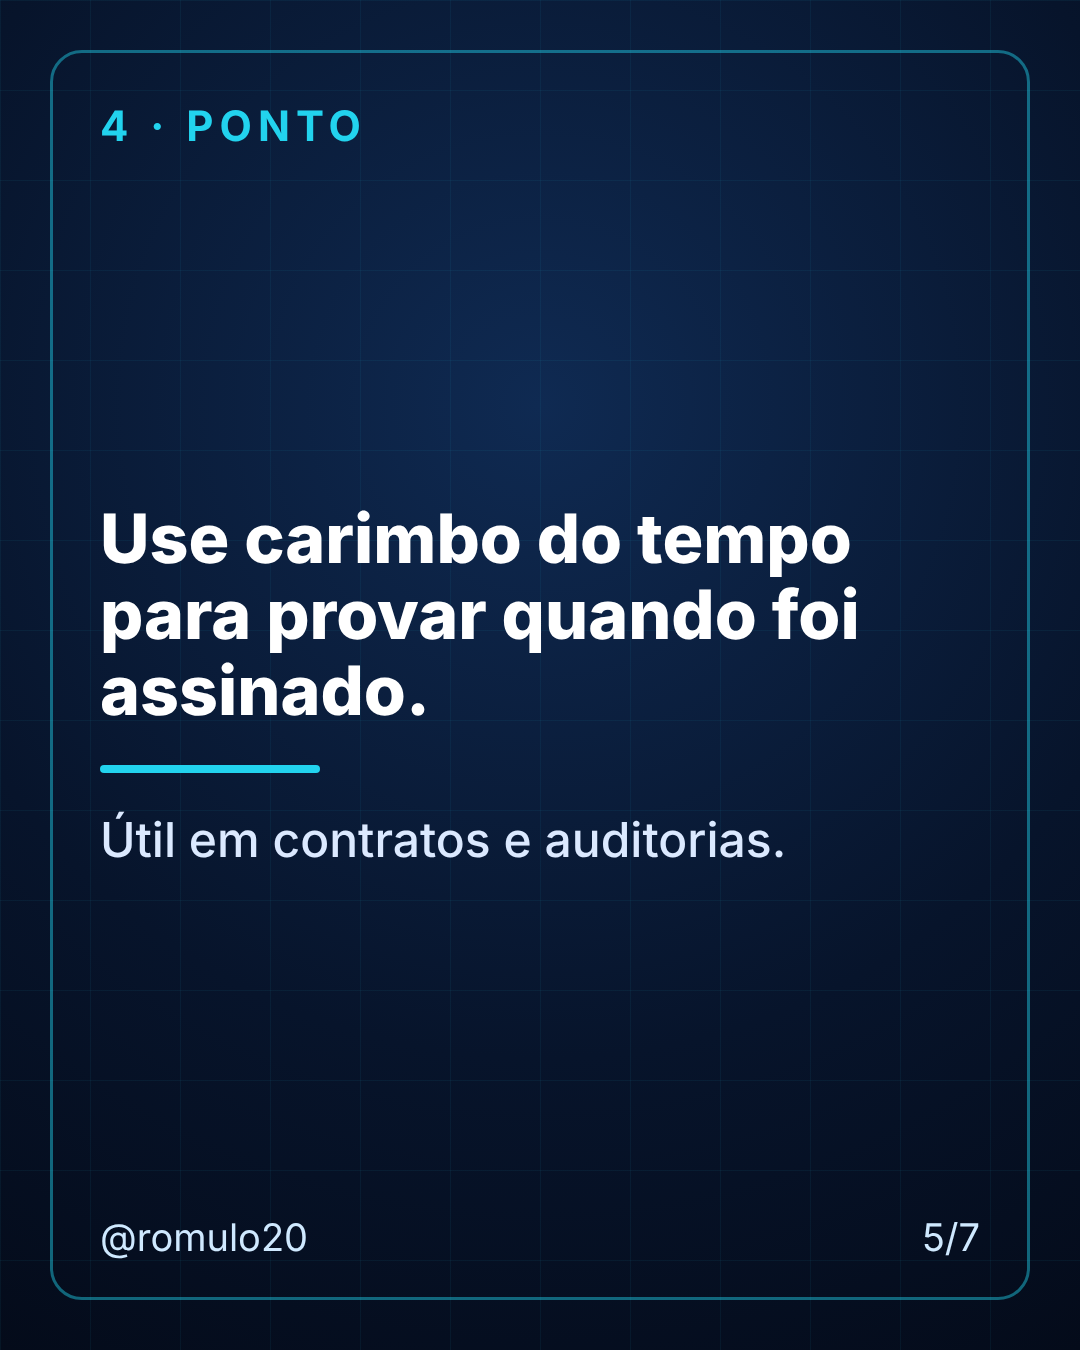 4 · PONTO
Use carimbo do tempo
para provar quando foi
assinado.
Útil em contratos e auditorias.
@romulo20
5/7